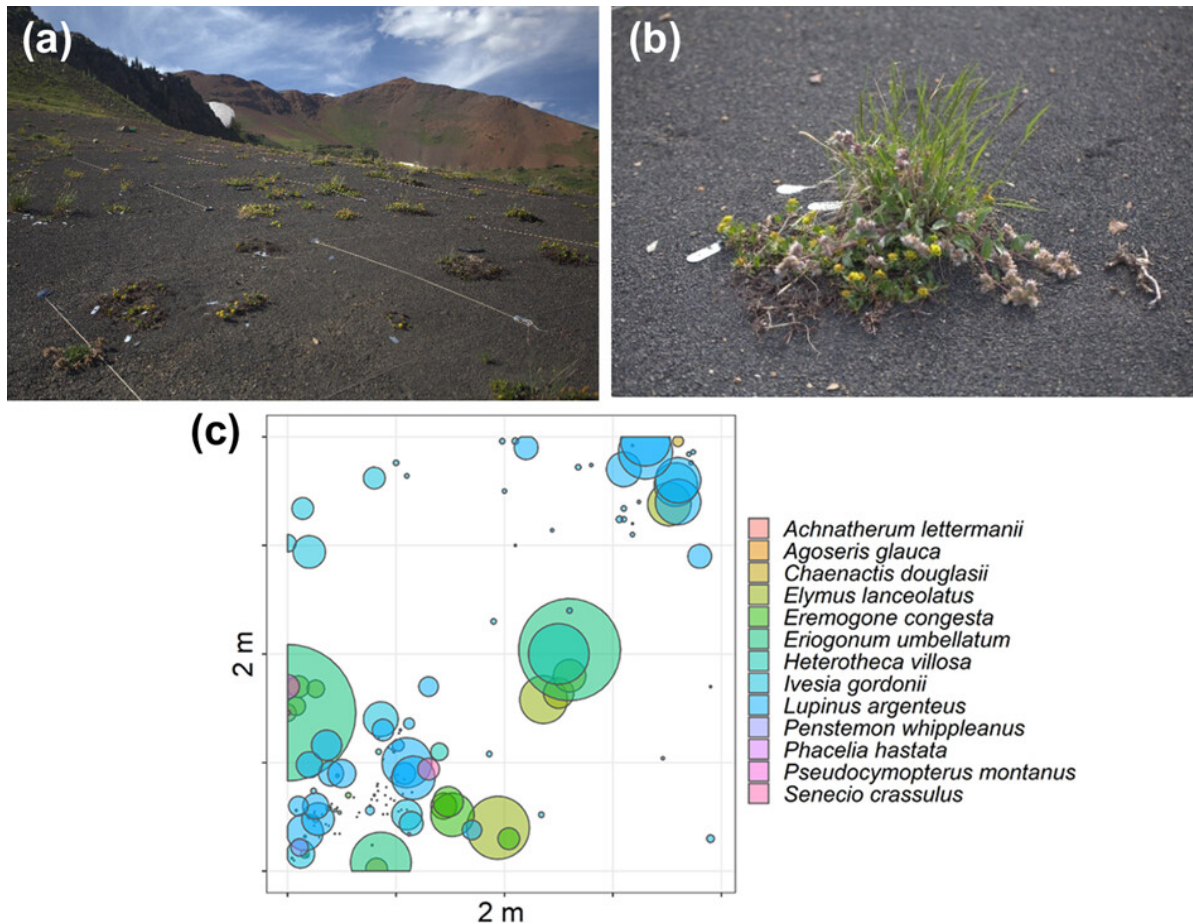 (a)
(b)
(c)
2 m
2 m
Achnatherum lettermanii
Agoseris glauca
Chaenactis douglasii
Elymus lanceolatus
Eremogone congesta
Eriogonum umbellatum
Heterotheca villosa
Ivesia gordonii
Lupinus argenteus
Penstemon whippleanus
Phacelia hastata
Pseudocymopterus montanus
Senecio crassulus